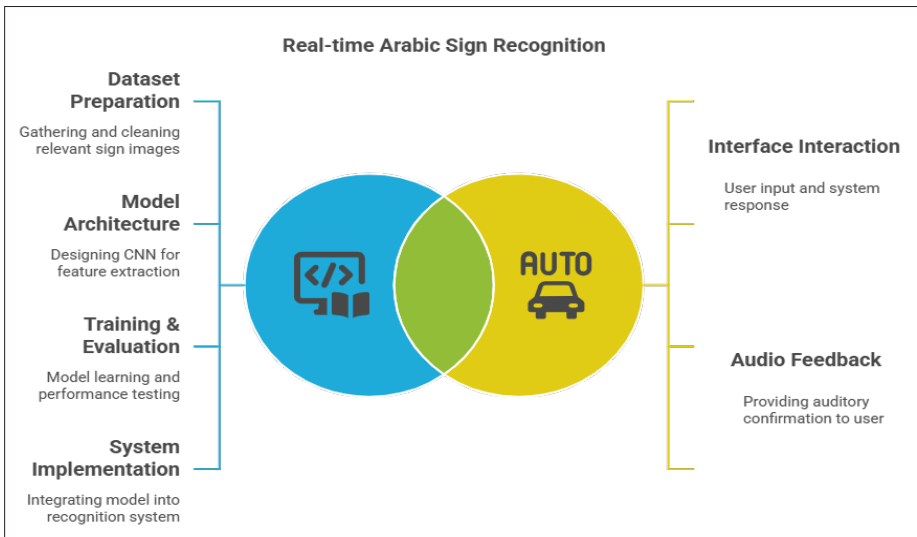 Real-time Arabic Sign Recognition
Dataset
Preparation
Gathering and cleaning
relevant sign images
Model
Architecture
Designing CNN for
feature extraction
Training &
Evaluation
Model learning and
performance testing
System
Implementation
Integrating model into
recognition system
</>
AUTO
Interface Interaction
User input and system
response
Audio Feedback
Providing auditory
confirmation to user